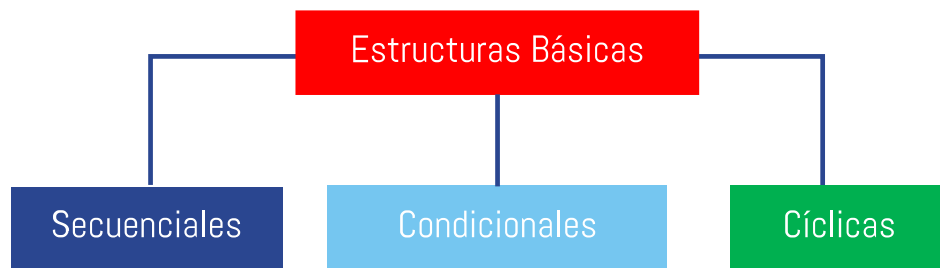 Estructuras Básicas
Secuenciales
Condicionales
Cíclicas